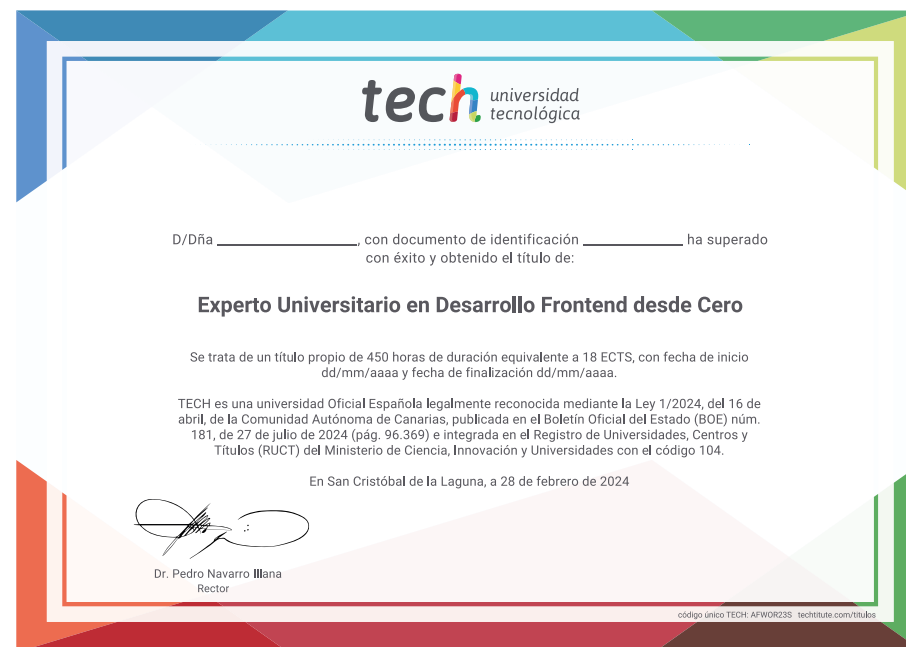 tech universidad
tecnológica
D/Dña ____________________, con documento de identificación ______________ ha superado
con éxito y obtenido el título de:
Experto Universitario en Desarrollo Frontend desde Cero
Se trata de un título propio de 450 horas de duración equivalente a 18 ECTS, con fecha de inicio
dd/mm/aaaa y fecha de finalización dd/mm/aaaa.
TECH es una universidad Oficial Española legalmente reconocida mediante la Ley 1/2024, del 16 de
abril, de la Comunidad Autónoma de Canarias, publicada en el Boletín Oficial del Estado (BOE) núm.
181, de 27 de julio de 2024 (pág. 96.369) e integrada en el Registro de Universidades, Centros y
Títulos (RUCT) del Ministerio de Ciencia, Innovación y Universidades con el código 104.
En San Cristóbal de la Laguna, a 28 de febrero de 2024
Dr. Pedro Navarro Illana
Rector
código único TECH: AFWOR23S techtitute.com/titulos